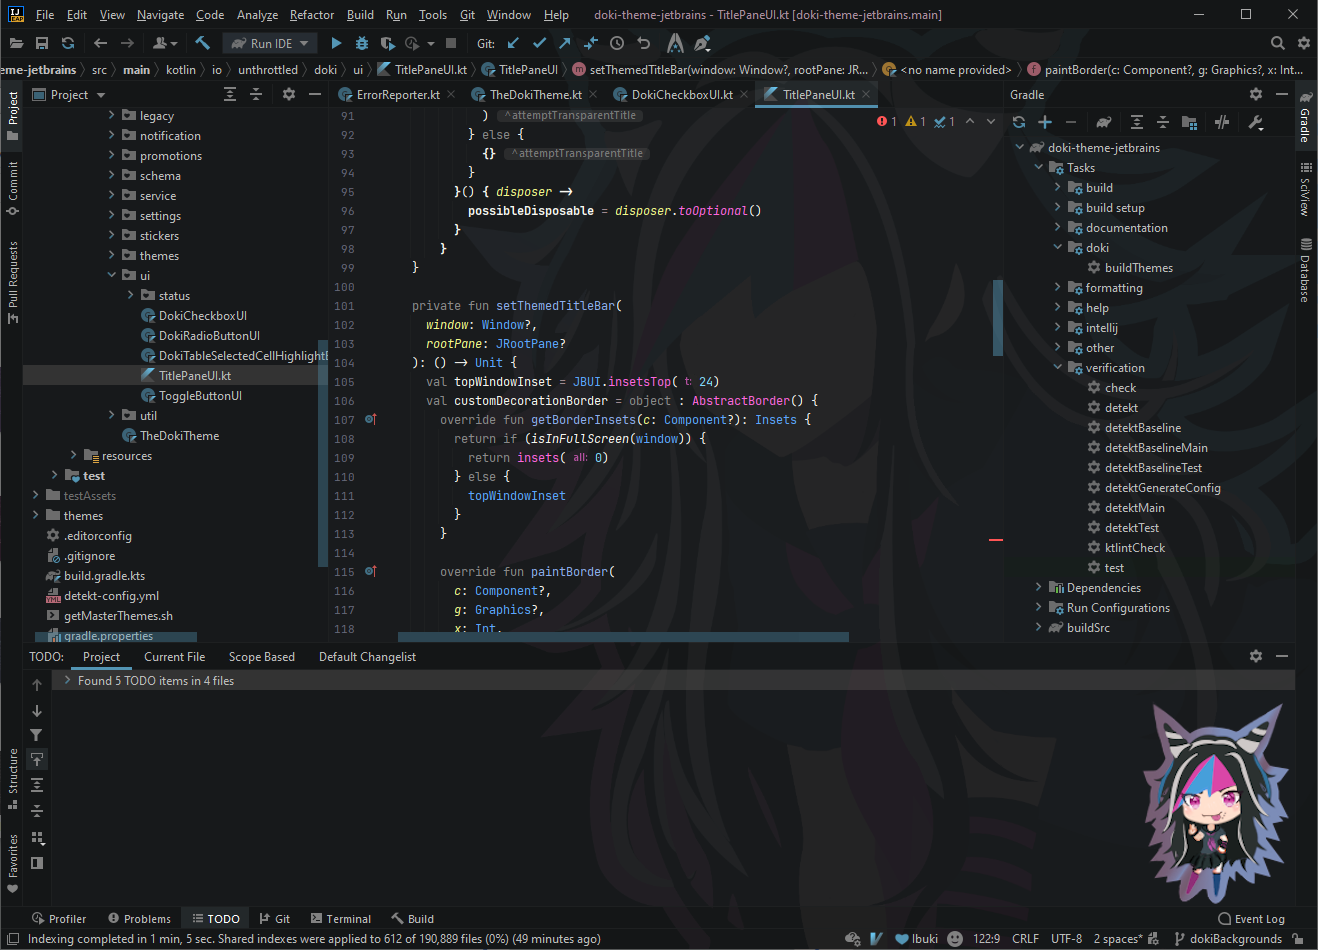 IJ EAP File Edit View Navigate Code Analyze Refactor Build Run Tools Git Window Help doki-theme-jetbrains - TitlePaneUI.kt [doki-theme-jetbrains.main]
Run IDE Git:
eme-jetbrains src main kotlin io unthrottled doki ui TitlePaneUI.kt TitlePaneUI setThemedTitleBar(window: Window?, rootPane: JR... <no name provided> paintBorder(c: Component?, g: Graphics?, x: Int...
Project
Commit
Pull Requests
Structure
Favorites
Project
legacy
notification
promotions
schema
service
settings
stickers
themes
ui
status
DokiCheckboxUI
DokiRadioButtonUI
DokiTableSelectedCellHighlight
TitlePaneUI.kt
ToggleButtonUI
util
TheDokiTheme
resources
test
testAssets
themes
.editorconfig
.gitignore
build.gradle.kts
detekt-config.yml
getMasterThemes.sh
gradle.properties
ErrorReporter.kt TheDokiTheme.kt DokiCheckboxUI.kt TitlePaneUI.kt
1 1 1
91 ) ^attemptTransparentTitle
92 } else {
93 {} ^attemptTransparentTitle
94 }
95 }() { disposer ->
96 possibleDisposable = disposer.toOptional()
97 }
98 }
99 }
100
101 private fun setThemedTitleBar(
102 window: Window?,
103 rootPane: JRootPane?
104 ): () -> Unit {
105 val topWindowInset = JBUI.insetsTop( t: 24)
106 val customDecorationBorder = object : AbstractBorder() {
107 override fun getBorderInsets(c: Component?): Insets {
108 return if (isInFullScreen(window)) {
109 return insets( all: 0)
110 } else {
111 topWindowInset
112 }
113 }
114
115 override fun paintBorder(
116 c: Component?,
117 g: Graphics?,
118 x: Int,
Gradle
doki-theme-jetbrains
Tasks
build
build setup
documentation
doki
buildThemes
formatting
help
intellij
other
verification
check
detekt
detektBaseline
detektBaselineMain
detektBaselineTest
detektGenerateConfig
detektMain
detektTest
ktlintCheck
test
Dependencies
Run Configurations
buildSrc
Gradle
SciView
Database
TODO: Project Current File Scope Based Default Changelist
Found 5 TODO items in 4 files
Profiler Problems TODO Git Terminal Build Event Log
Indexing completed in 1 min, 5 sec. Shared indexes were applied to 612 of 190,889 files (0%) (49 minutes ago) Ibuki 122:9 CRLF UTF-8 2 spaces* dokiBackgrounds